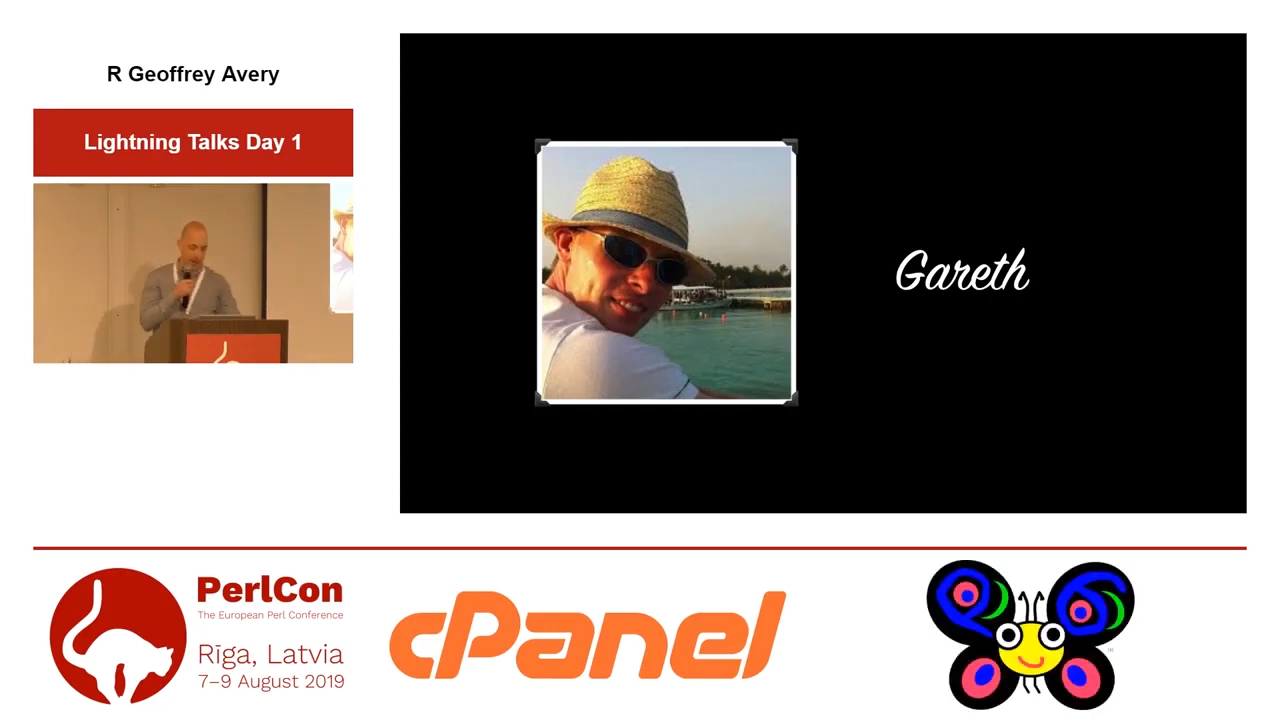 R Geoffrey Avery
Lightning Talks Day 1
Gareth
PerlCon
The European Perl Conference
Rīga, Latvia
7–9 August 2019
cPanel